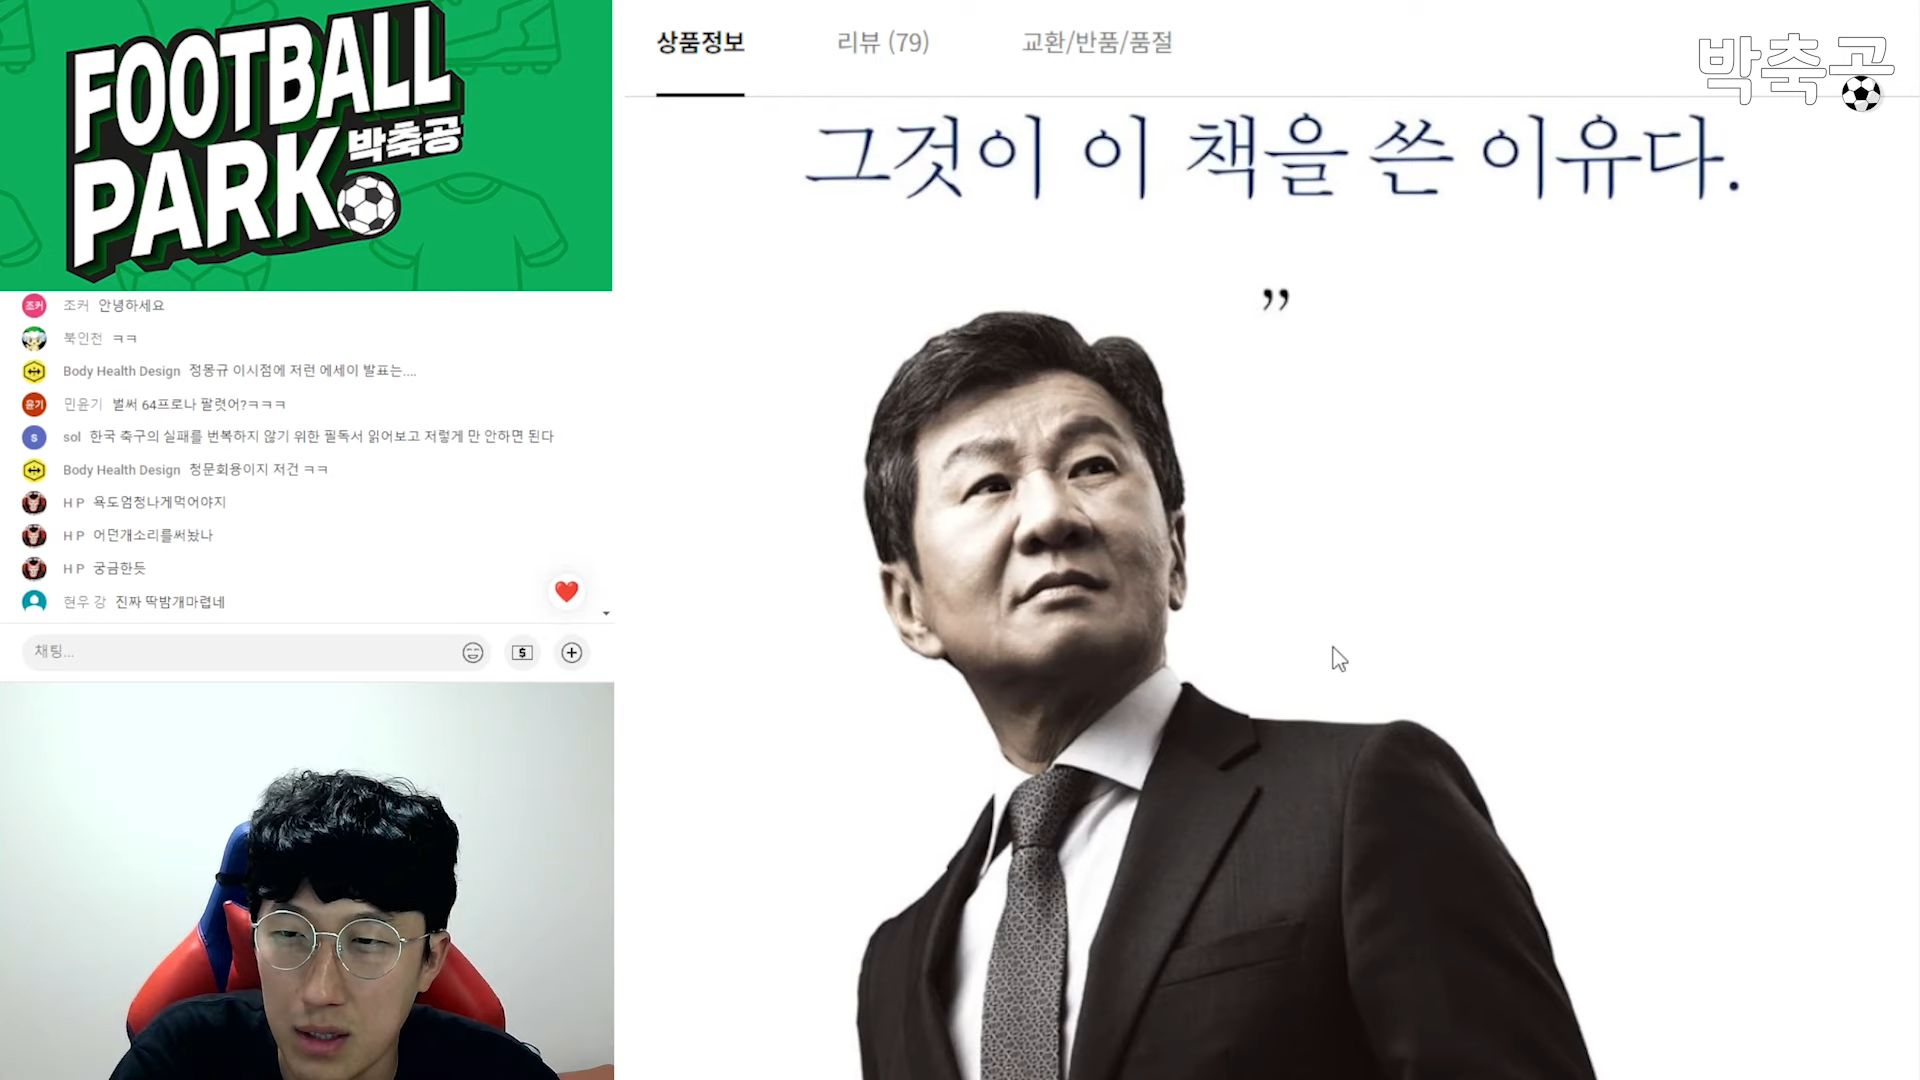 FOOTBALL
PARK 박축공
조커 조커 안녕하세요
북인천 ㅋㅋ
Body Health Design 정몽규 이시점에 저런 에세이 발표는....
윤기 민윤기 벌써 64프로나 팔렷어?ㅋㅋㅋ
S sol 한국 축구의 실패를 번복하지 않기 위한 필독서 읽어보고 저렇게 만 안하면 된다
Body Health Design 청문회용이지 저건 ㅋㅋ
H P 욕도엄청나게먹어야지
H P 어떤개소리를써놨나
H P 궁금한듯
현우 강 진짜 딱밤개마렵네
채팅...
상품정보 리뷰 (79) 교환/반품/품절
박축공
그것이 이 책을 쓴 이유다.
”